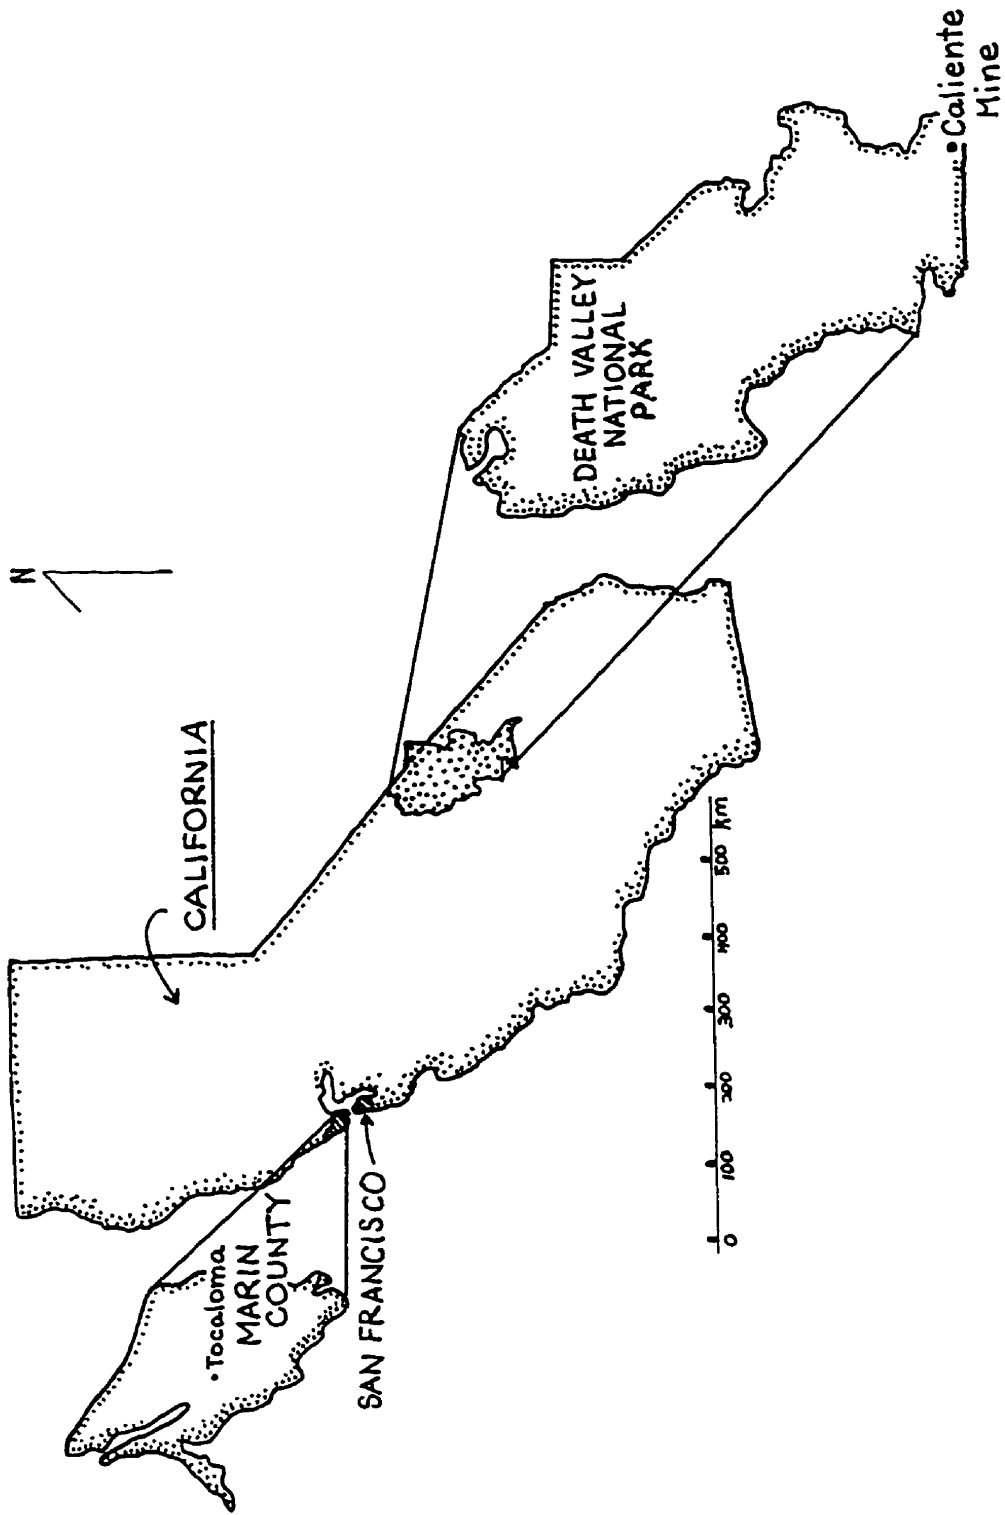 N
CALIFORNIA
DEATH VALLEY
NATIONAL
PARK
•Caliente
Mine
•Tocaloma
MARIN
COUNTY
SAN FRANCISCO
0 100 200 300 400 500 km